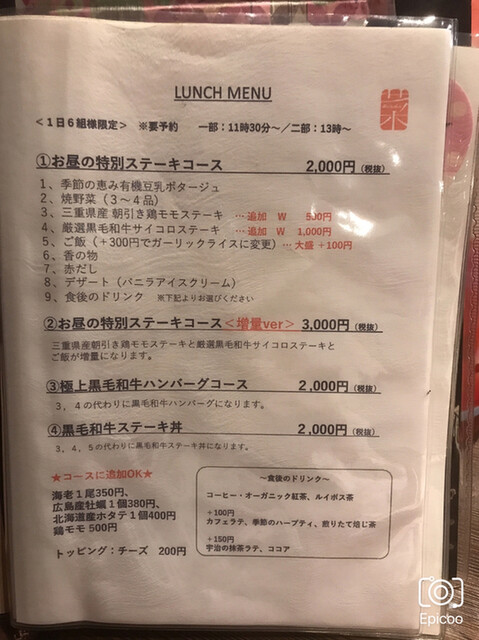 LUNCH MENU
菜
＜１日６組様限定＞　※要予約　一部：11時30分～／二部：13時～
①お昼の特別ステーキコース　2,000円（税抜）
１、季節の恵み有機豆乳ポタージュ
２、焼野菜（３～４品）
３、三重県産 朝引き鶏モモステーキ　…追加　W　500円
４、厳選黒毛和牛サイコロステーキ　…追加　W　1,000円
５、ご飯（＋300円でガーリックライスに変更）…大盛 ＋100円
６、香の物
７、赤だし
８、デザート（バニラアイスクリーム）
９、食後のドリンク　※下記よりお選びください
②お昼の特別ステーキコース＜増量ver＞ 3,000円（税抜）
三重県産朝引き鶏モモステーキと厳選黒毛和牛サイコロステーキと
ご飯が増量になります。
③極上黒毛和牛ハンバーグコース　2,000円（税抜）
３，４の代わりに黒毛和牛ハンバーグになります。
④黒毛和牛ステーキ丼　2,000円（税抜）
３，４，５の代わりに黒毛和牛ステーキ丼になります。
★コースに追加OK★
海老１尾350円、
広島産牡蠣１個380円、
北海道産ホタテ１個400円
鶏モモ 500円
トッピング：チーズ　200円
～食後のドリンク～
コーヒー・オーガニック紅茶、ルイボス茶
＋100円
カフェラテ、季節のハーブティ、煎りたて焙じ茶
＋150円
宇治の抹茶ラテ、ココア
Epicbo